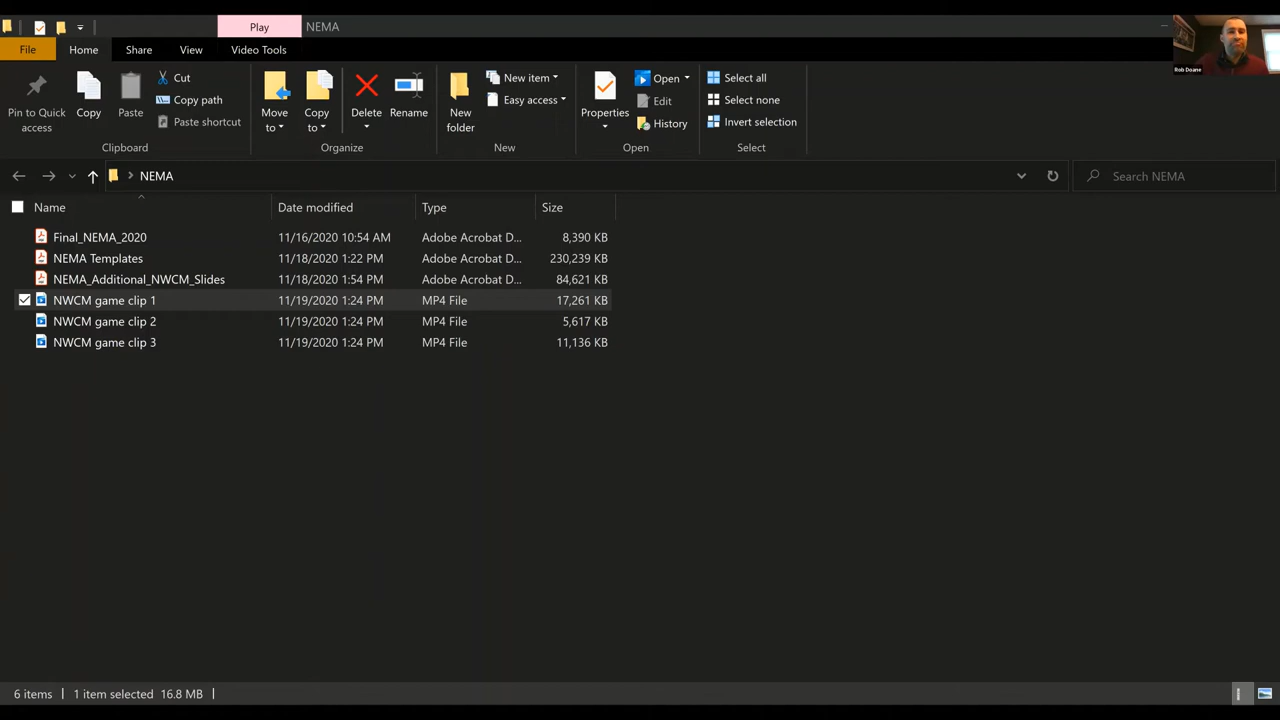 Play NEMA
File Home Share View Video Tools
Rob Doane
Pin to Quick access
Copy
Paste
Cut
Copy path
Paste shortcut
Clipboard
Move to
Copy to
Delete
Rename
Organize
New folder
New item
Easy access
New
Properties
Open
Edit
History
Open
Select all
Select none
Invert selection
Select
NEMA
Search NEMA
Name Date modified Type Size
Final_NEMA_2020 11/16/2020 10:54 AM Adobe Acrobat D... 8,390 KB
NEMA Templates 11/18/2020 1:22 PM Adobe Acrobat D... 230,239 KB
NEMA_Additional_NWCM_Slides 11/18/2020 1:54 PM Adobe Acrobat D... 84,621 KB
NWCM game clip 1 11/19/2020 1:24 PM MP4 File 17,261 KB
NWCM game clip 2 11/19/2020 1:24 PM MP4 File 5,617 KB
NWCM game clip 3 11/19/2020 1:24 PM MP4 File 11,136 KB
6 items 1 item selected 16.8 MB